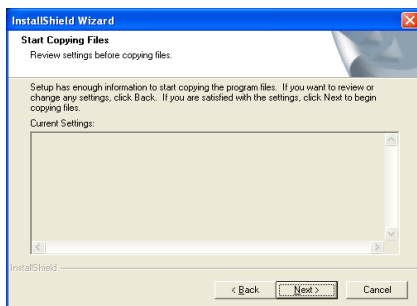 InstallShield Wizard
Start Copying Files
Review settings before copying files.
Setup has enough information to start copying the program files. If you want to review or
change any settings, click Back. If you are satisfied with the settings, click Next to begin
copying files.
Current Settings:
InstallShield
< Back
Next >
Cancel